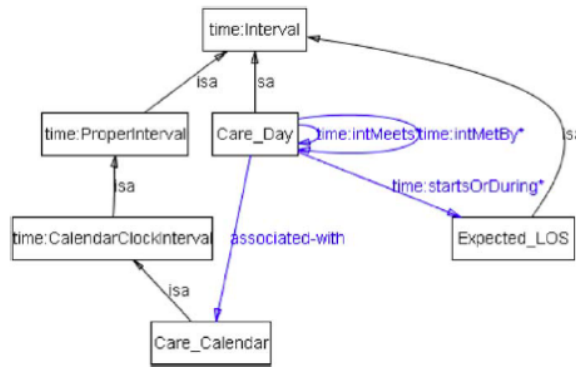 time:Interval
isa
sa
time:ProperInterval
Care_Day
time:intMeets*
time:intMetBy*
isa
isa
time:startsOrDuring*
time:CalendarClockInterval
associated-with
Expected_LOS
isa
Care_Calendar